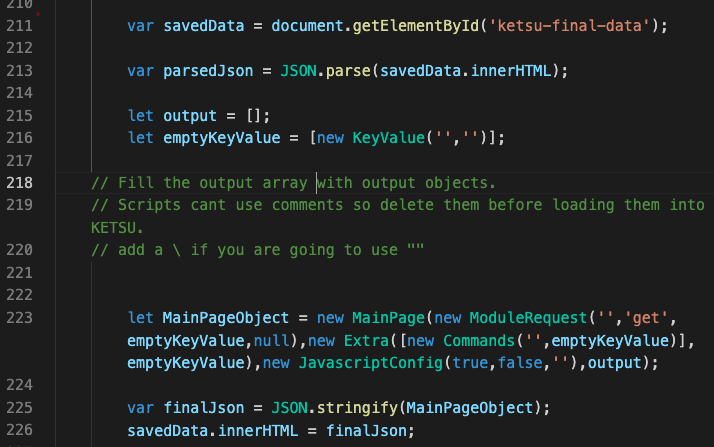 210
211 var savedData = document.getElementById('ketsu-final-data');
212
213 var parsedJson = JSON.parse(savedData.innerHTML);
214
215 let output = [];
216 let emptyKeyValue = [new KeyValue('','')];
217
218 // Fill the output array with output objects.
219 // Scripts cant use comments so delete them before loading them into
KETSU.
220 // add a \ if you are going to use ""
221
222
223 let MainPageObject = new MainPage(new ModuleRequest('','get',
emptyKeyValue,null),new Extra([new Commands('',emptyKeyValue)],
emptyKeyValue),new JavascriptConfig(true,false,''),output);
224
225 var finalJson = JSON.stringify(MainPageObject);
226 savedData.innerHTML = finalJson;